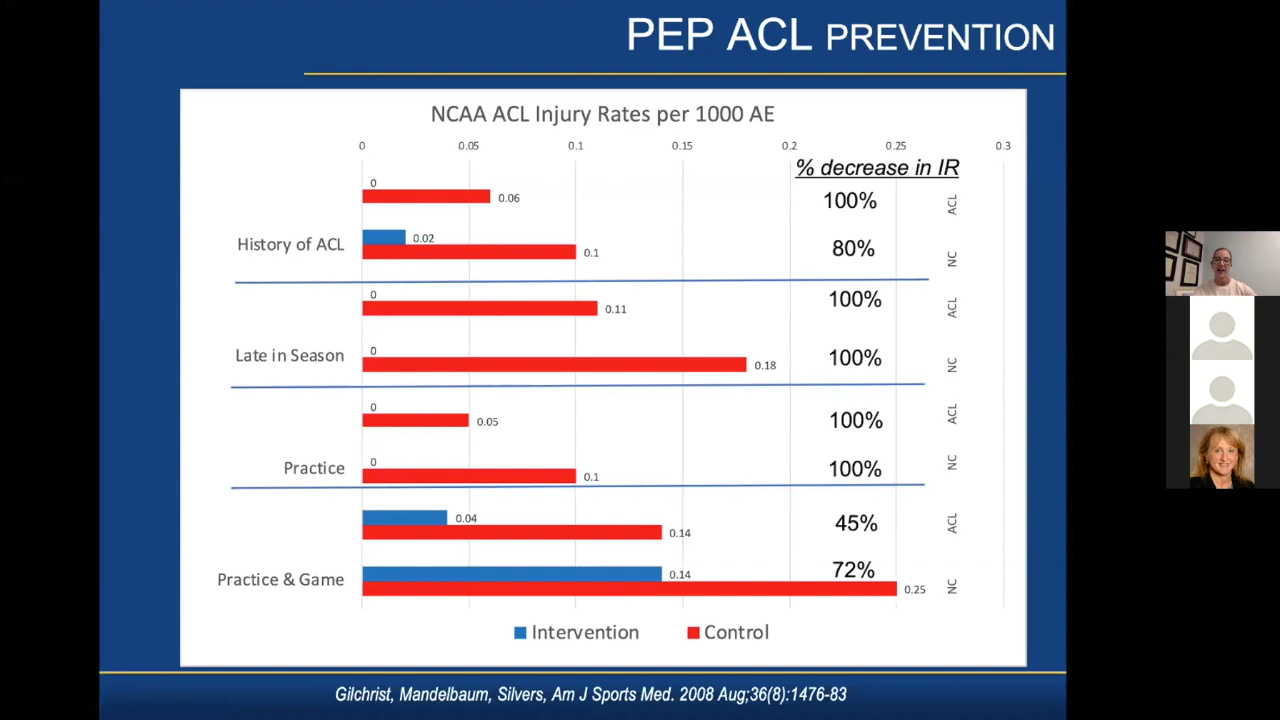 PEP ACL PREVENTION
NCAA ACL Injury Rates per 1000 AE
0 0.05 0.1 0.15 0.2 0.25 0.3
% decrease in IR
0
0.06
100%
ACL
History of ACL
0.02
0.1
80%
NC
0
0.11
100%
ACL
Late in Season
0
0.18
100%
NC
0
0.05
100%
ACL
Practice
0
0.1
100%
NC
0.04
0.14
45%
ACL
Practice & Game
0.14
0.25
72%
NC
Intervention Control
Gilchrist, Mandelbaum, Silvers, Am J Sports Med. 2008 Aug;36(8):1476-83